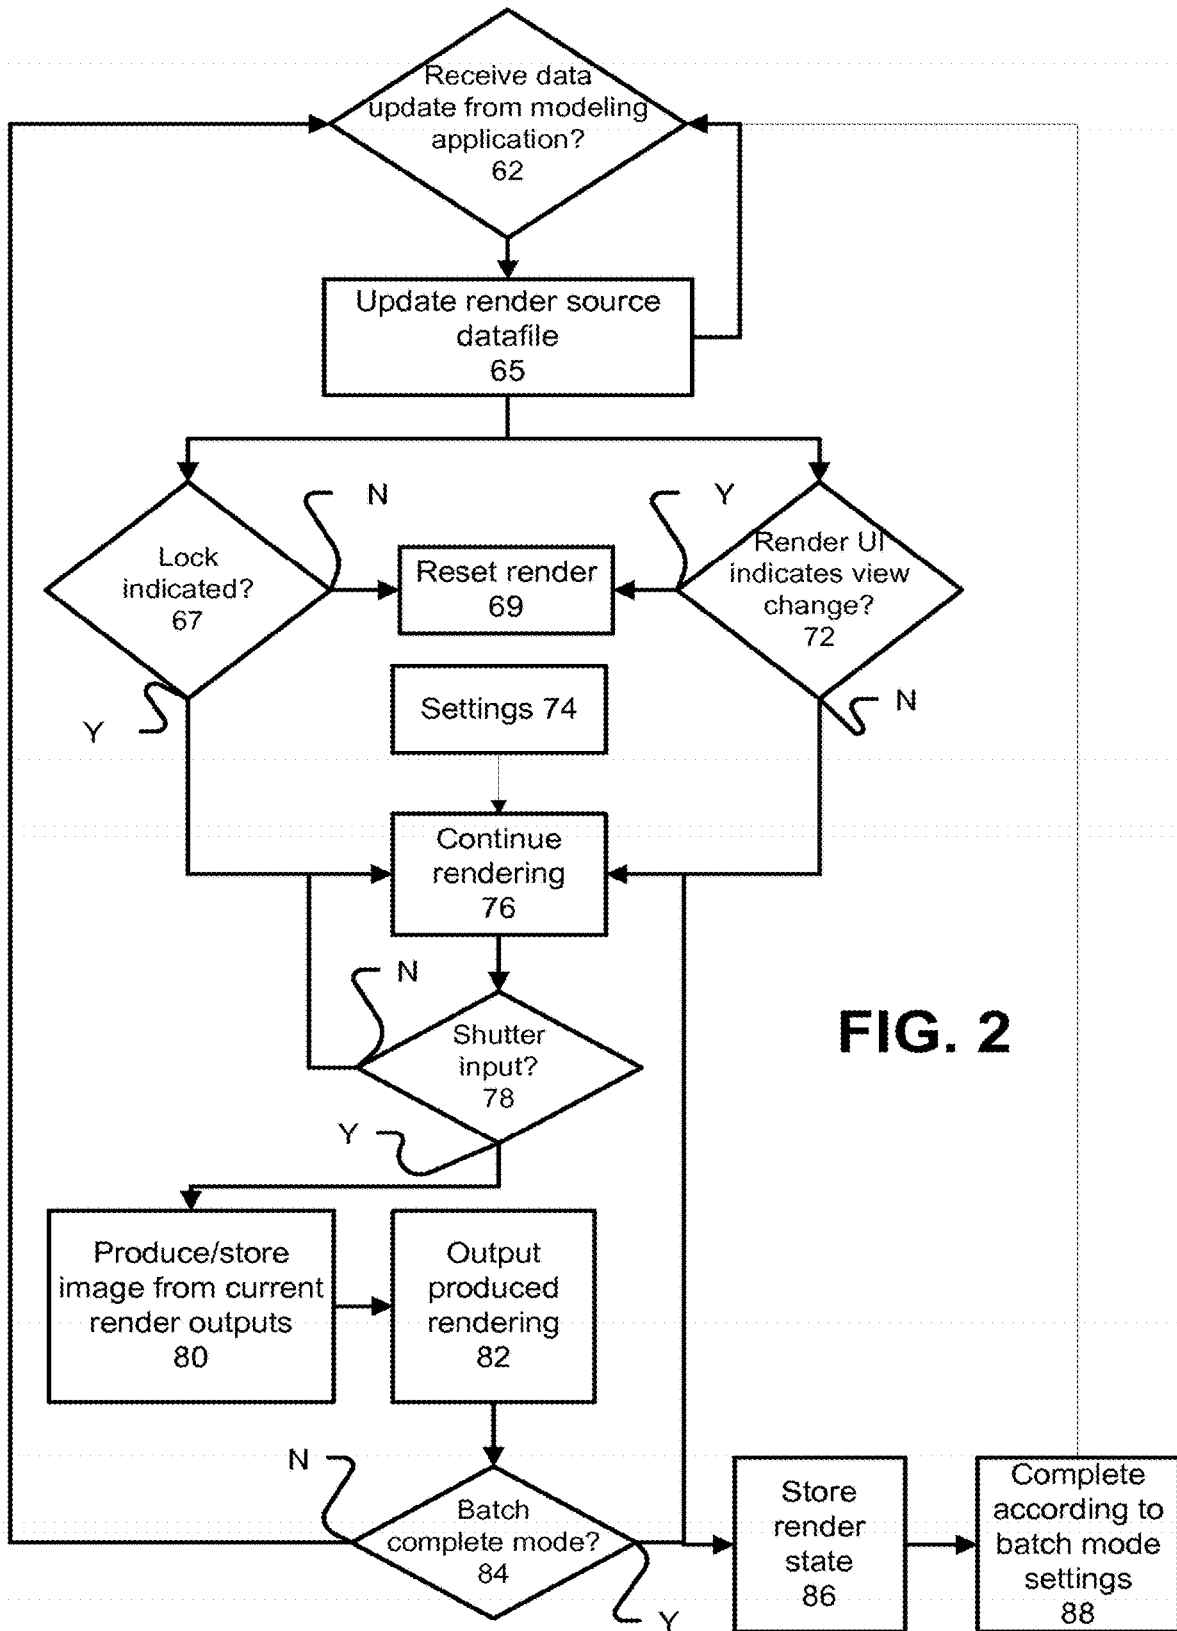 Receive data
update from modeling
application?
62
Update render source
datafile
65
N
Y
Lock
indicated?
67
Reset render
69
Render UI
indicates view
change?
72
Y
Settings 74
N
Continue
rendering
76
N
Shutter
input?
78
FIG. 2
Y
Produce/store
image from current
render outputs
80
Output
produced
rendering
82
N
Batch
complete mode?
84
Y
Store
render
state
86
Complete
according to
batch mode
settings
88